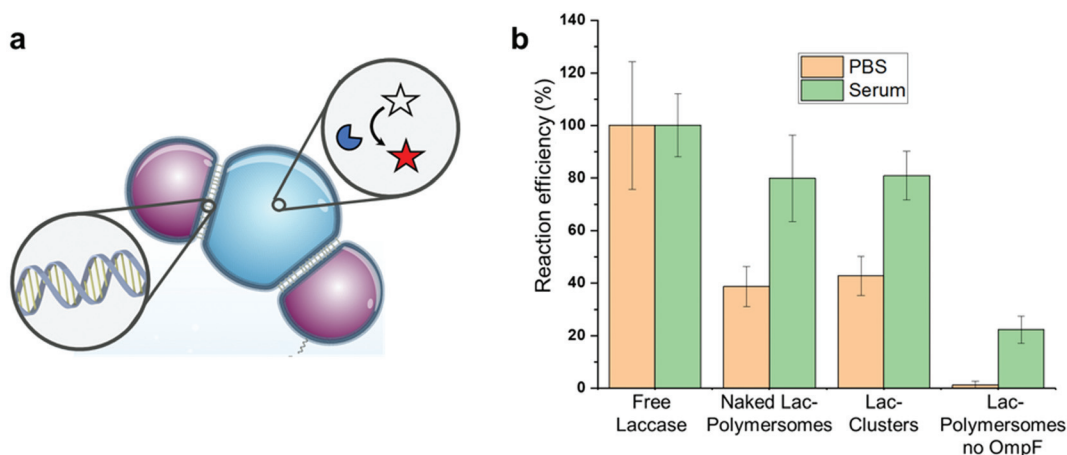 a
b
Reaction efficiency (%)
140
120
100
80
60
40
20
0
PBS
Serum
Free
Laccase
Naked Lac-
Polymersomes
Lac-
Clusters
Lac-
Polymersomes
no OmpF